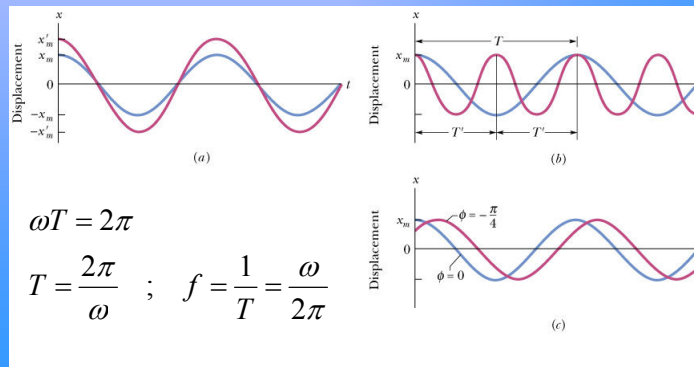 x
x′m
xm
0
−xm
−x′m
Displacement
t
(a)
x
T
xm
0
Displacement
T′ T′
(b)
ωT = 2π
T = 2π/ω ; f = 1/T = ω/2π
x
xm
0
Displacement
ϕ = −π/4
ϕ = 0
(c)